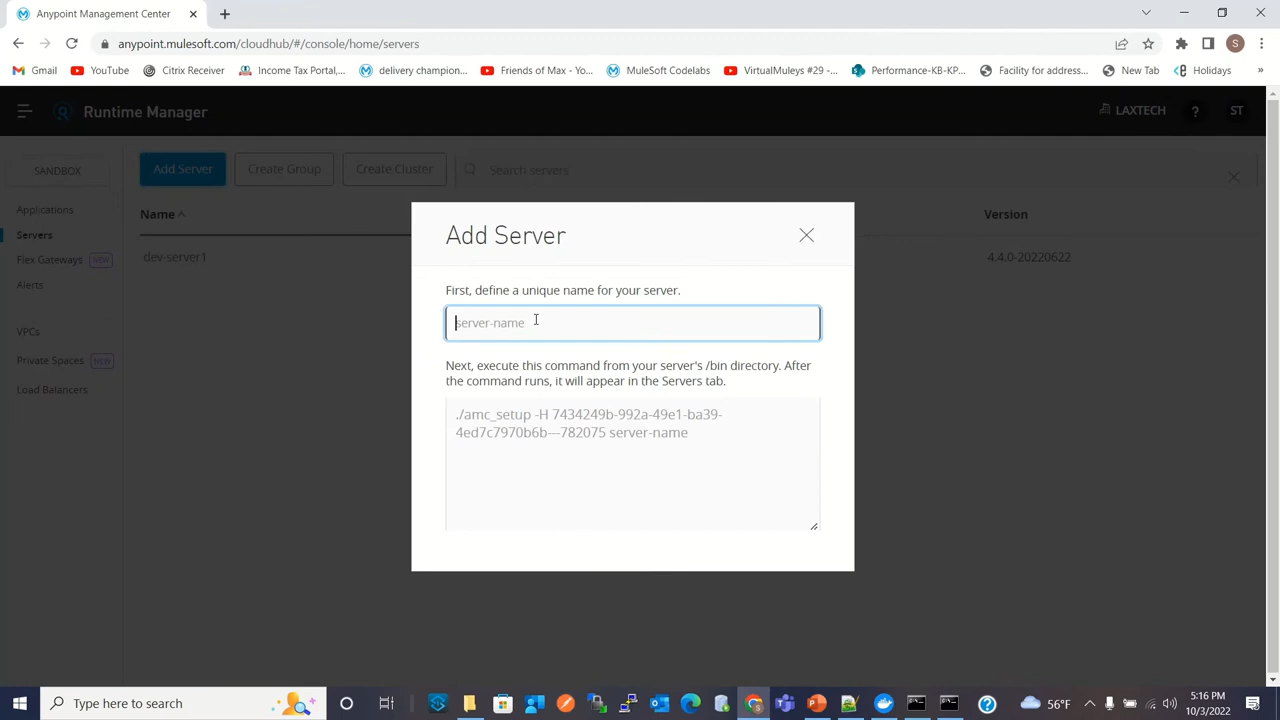 Anypoint Management Center
anypoint.mulesoft.com/cloudhub/#/console/home/servers
Gmail
YouTube
Citrix Receiver
Income Tax Portal,...
delivery champion...
Friends of Max - Yo...
MuleSoft Codelabs
VirtualMuleys #29 -...
Performance-KB-KP...
Facility for address...
New Tab
Holidays
»
Runtime Manager
LAXTECH
?
ST
SANDBOX
Add Server
Create Group
Create Cluster
Search servers
Applications
Servers
Flex Gateways NEW
Alerts
VPCs
Private Spaces NEW
Load Balancers
Name
Version
dev-server1
4.4.0-20220622
Add Server
First, define a unique name for your server.
server-name
Next, execute this command from your server's /bin directory. After
the command runs, it will appear in the Servers tab.
./amc_setup -H 7434249b-992a-49e1-ba39-
4ed7c7970b6b---782075 server-name
Type here to search
56°F
5:16 PM
10/3/2022